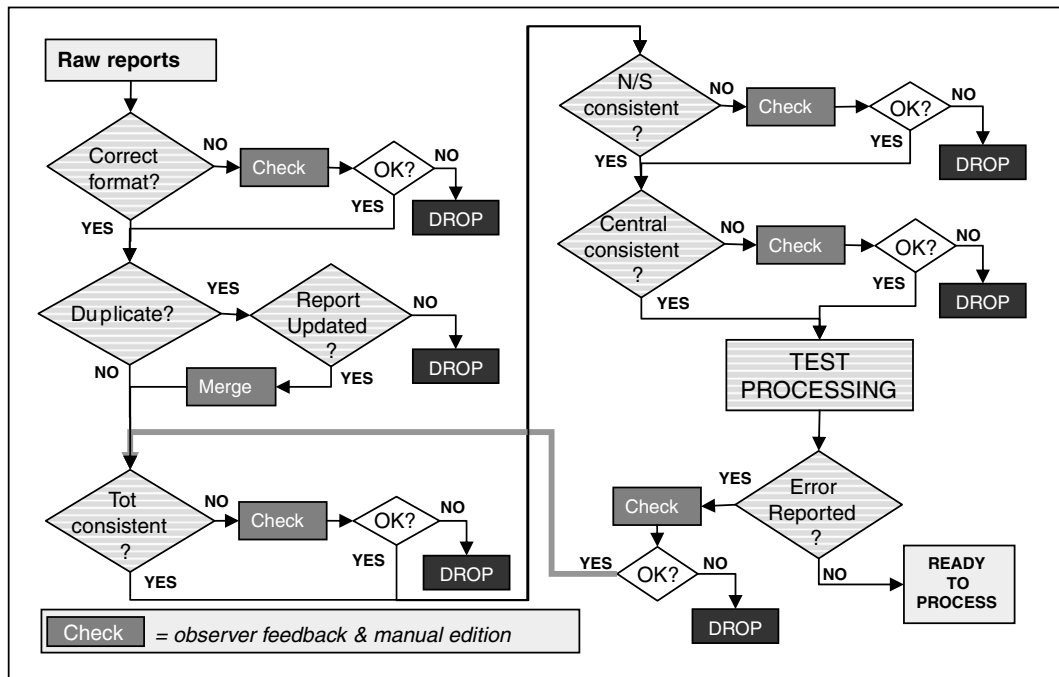 Raw reports
Correct
format?
NO
Check
OK?
NO
DROP
YES
YES
Duplicate?
YES
Report
Updated
?
NO
DROP
NO
Merge
YES
Tot
consistent
?
NO
Check
OK?
NO
DROP
YES
YES
Check = observer feedback & manual edition
N/S
consistent
?
NO
Check
OK?
NO
DROP
YES
YES
Central
consistent
?
NO
Check
OK?
NO
DROP
YES
YES
TEST
PROCESSING
Error
Reported
?
YES
Check
YES
OK?
NO
DROP
NO
READY
TO
PROCESS